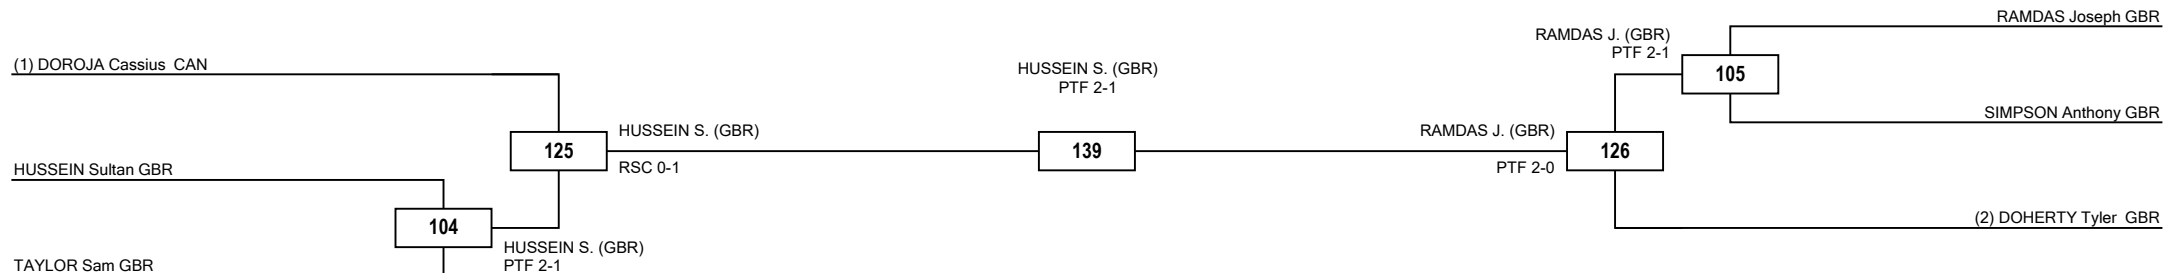 RAMDAS Joseph GBR
RAMDAS J. (GBR)
PTF 2-1
(1) DOROJA Cassius CAN
HUSSEIN S. (GBR)
PTF 2-1
105
SIMPSON Anthony GBR
HUSSEIN S. (GBR)
RAMDAS J. (GBR)
125
139
126
RSC 0-1
PTF 2-0
HUSSEIN Sultan GBR
(2) DOHERTY Tyler GBR
104
HUSSEIN S. (GBR)
PTF 2-1
TAYLOR Sam GBR